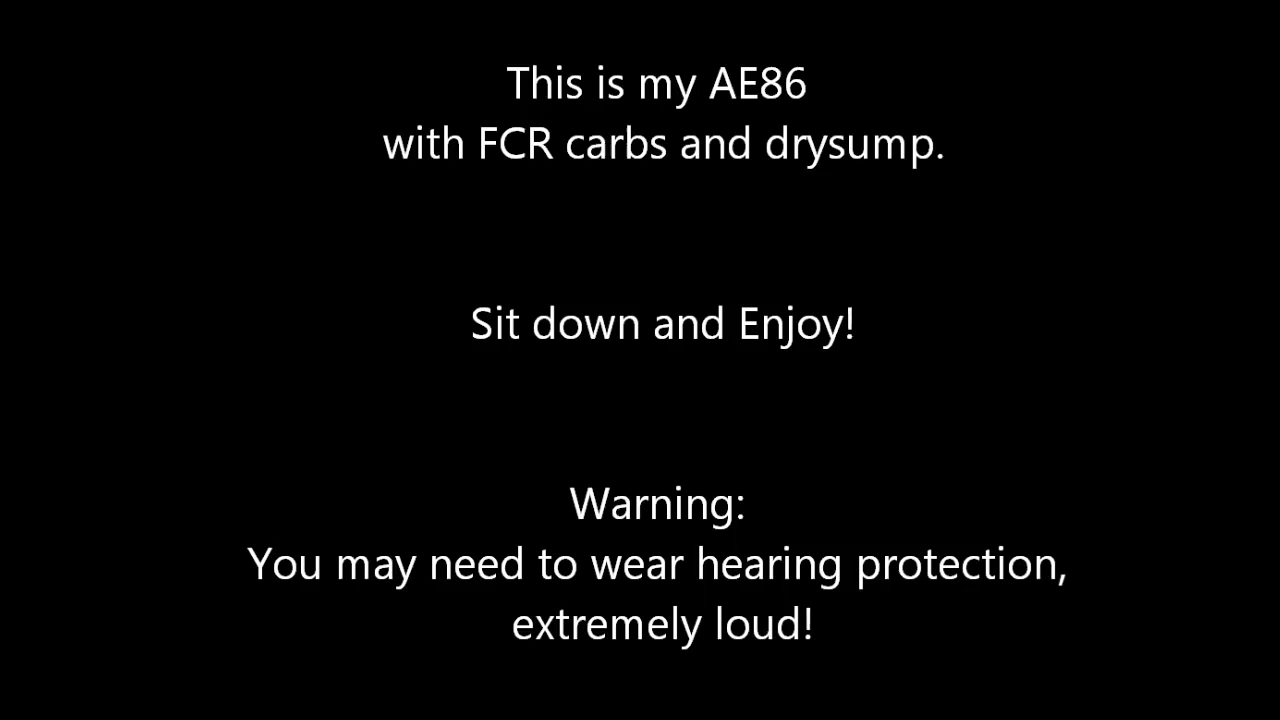 This is my AE86
with FCR carbs and drysump.
Sit down and Enjoy!
Warning:
You may need to wear hearing protection,
extremely loud!